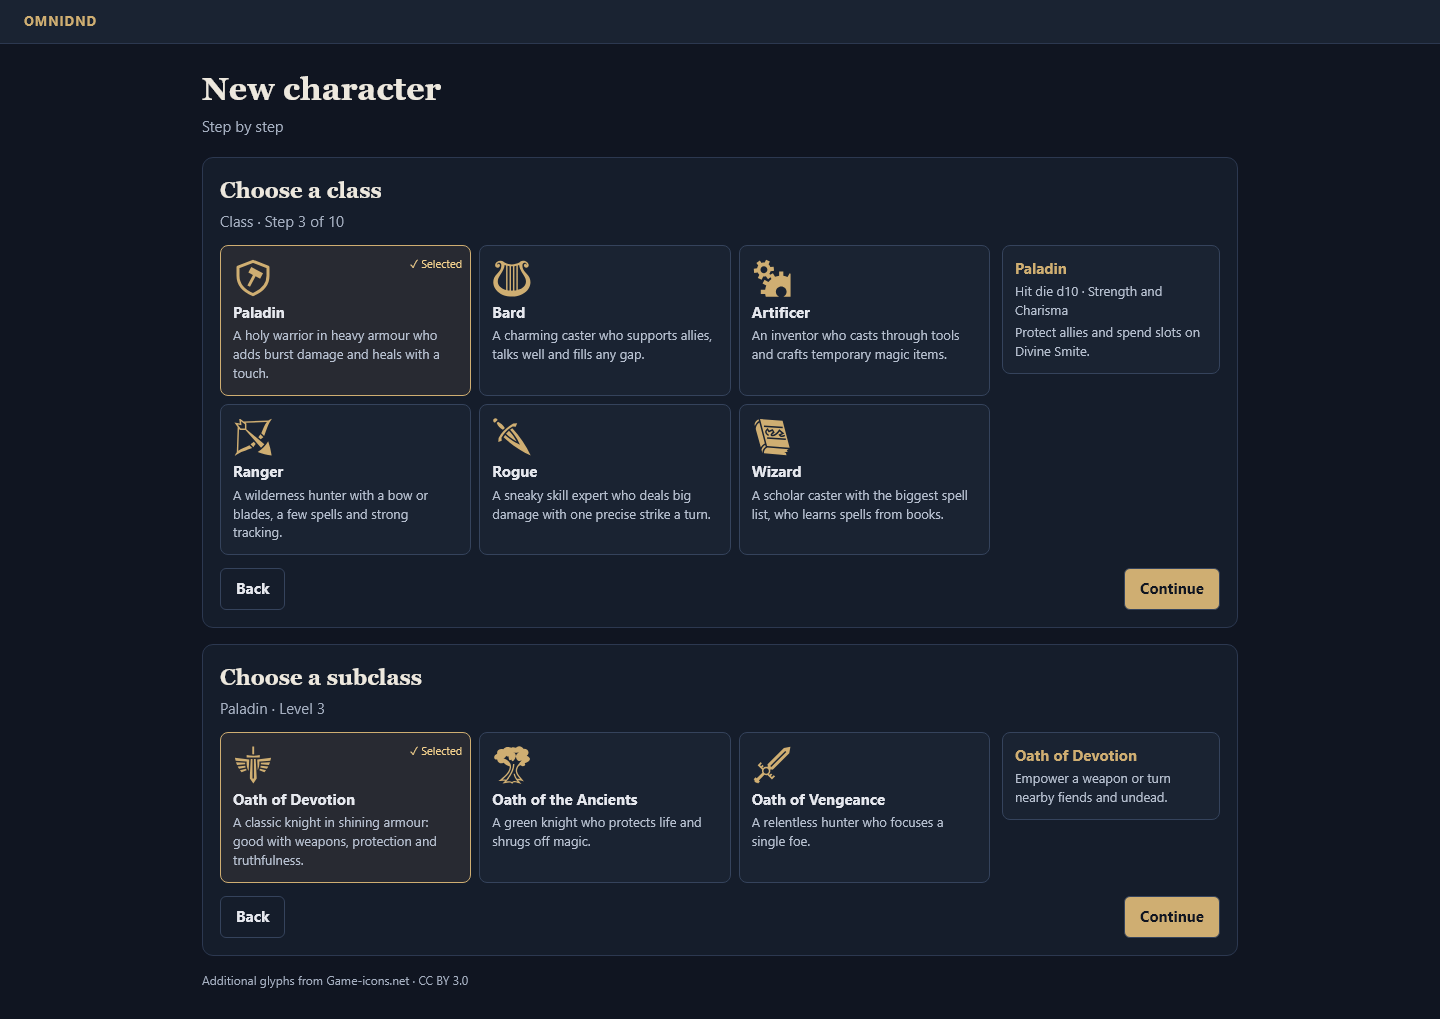 OMNIDND
New character
Step by step
Choose a class
Class · Step 3 of 10
✓ Selected
Paladin
A holy warrior in heavy armour who
adds burst damage and heals with a
touch.
Bard
A charming caster who supports allies,
talks well and fills any gap.
Artificer
An inventor who casts through tools
and crafts temporary magic items.
Paladin
Hit die d10 · Strength and
Charisma
Protect allies and spend slots on
Divine Smite.
Ranger
A wilderness hunter with a bow or
blades, a few spells and strong
tracking.
Rogue
A sneaky skill expert who deals big
damage with one precise strike a turn.
Wizard
A scholar caster with the biggest spell
list, who learns spells from books.
Back
Continue
Choose a subclass
Paladin · Level 3
✓ Selected
Oath of Devotion
A classic knight in shining armour:
good with weapons, protection and
truthfulness.
Oath of the Ancients
A green knight who protects life and
shrugs off magic.
Oath of Vengeance
A relentless hunter who focuses a
single foe.
Oath of Devotion
Empower a weapon or turn
nearby fiends and undead.
Back
Continue
Additional glyphs from Game-icons.net · CC BY 3.0